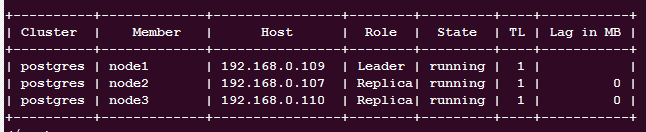 +----------+---------------+---------------+-------+---------+----+-----------+
| Cluster | Member | Host | Role | State | TL | Lag in MB |
+----------+---------------+---------------+-------+---------+----+-----------+
| postgres | node1 | 192.168.0.109 | Leader | running | 1 | |
| postgres | node2 | 192.168.0.107 | Replica| running | 1 | 0 |
| postgres | node3 | 192.168.0.110 | Replica| running | 1 | 0 |
+----------+---------------+---------------+-------+---------+----+-----------+